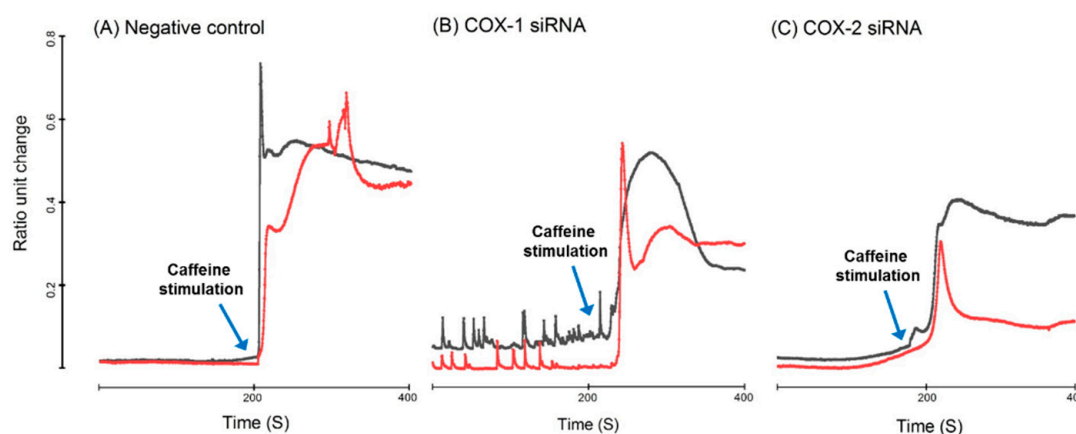 (A) Negative control
(B) COX-1 siRNA
(C) COX-2 siRNA
0.8
0.6
0.4
0.2
Ratio unit change
Caffeine
stimulation
Caffeine
stimulation
Caffeine
stimulation
200
400
200
400
200
40
Time (S)
Time (S)
Time (S)